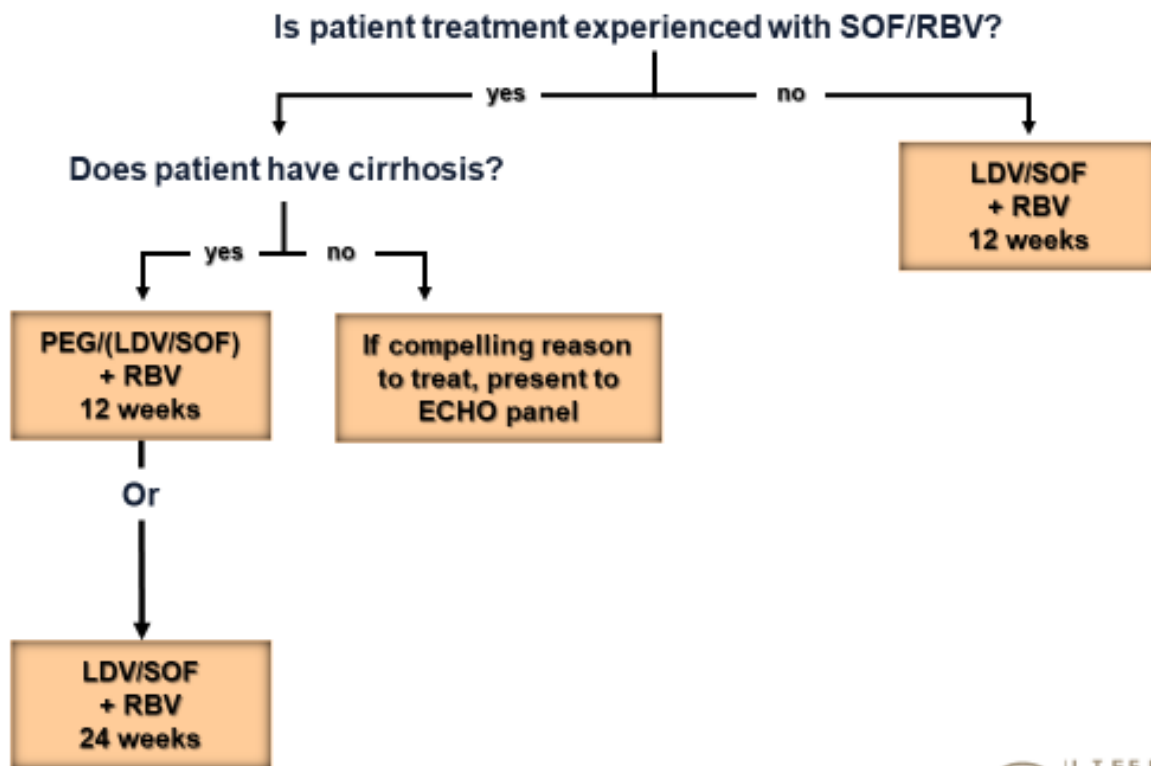 Is patient treatment experienced with SOF/RBV?
yes
no
Does patient have cirrhosis?
LDV/SOF
+ RBV
12 weeks
yes
no
PEG/(LDV/SOF)
+ RBV
12 weeks
If compelling reason
to treat, present to
ECHO panel
Or
LDV/SOF
+ RBV
24 weeks